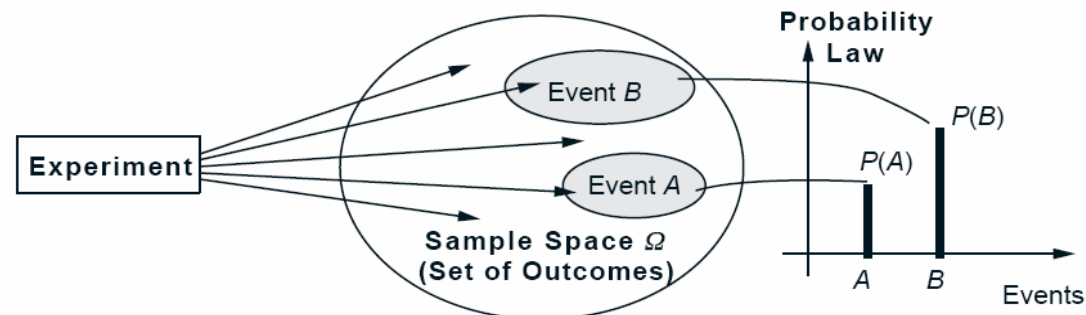 Probability
Law
Event B
P(B)
Experiment
P(A)
Event A
Sample Space Ω
(Set of Outcomes)
A
B
Events